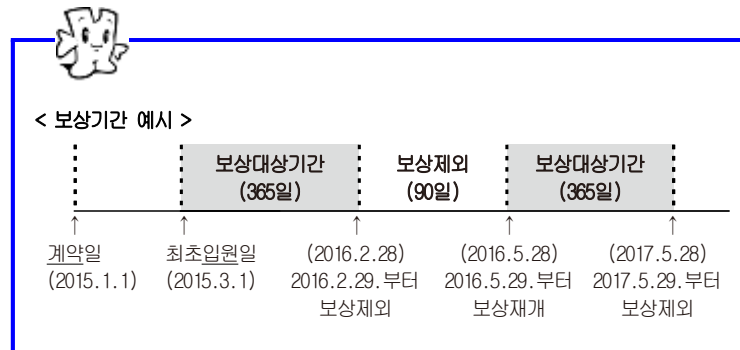 < 보상기간 예시 >
보상대상기간 보상제외 보상대상기간
(365일) (90일) (365일)
↑ ↑ ↑ ↑ ↑
계약일 최초입원일 (2016.2.28) (2016.5.28) (2017.5.28)
(2015.1.1) (2015.3.1) 2016.2.29.부터 2016.5.29.부터 2017.5.29.부터
보상제외 보상재개 보상제외